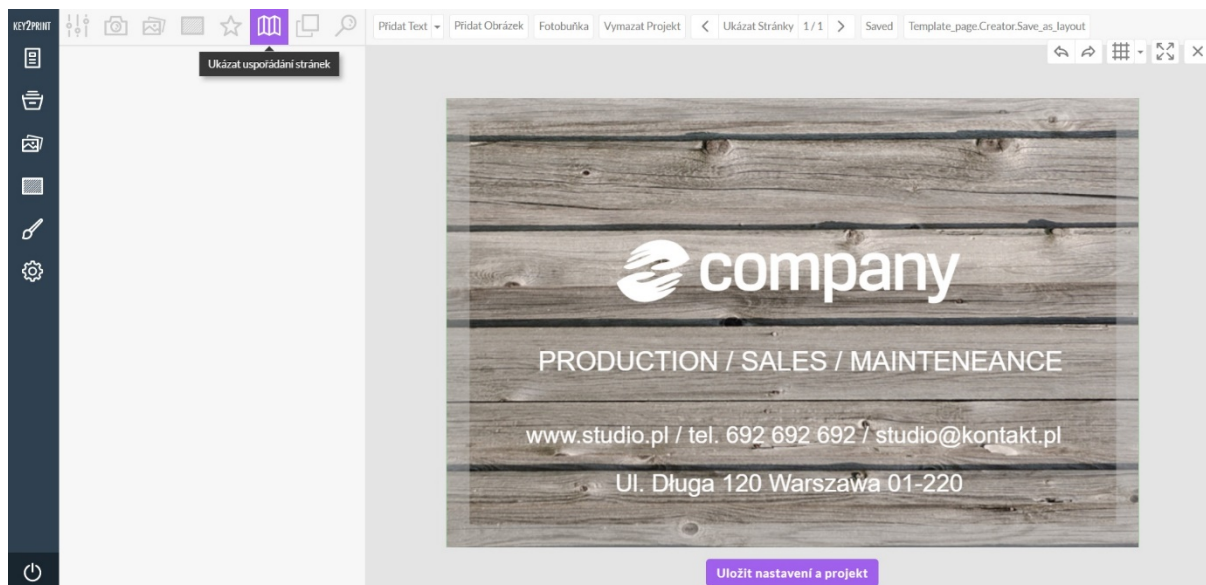 KEY2PRINT
Přidat Text
Přidat Obrázek
Fotobuňka
Vymazat Projekt
Ukázat Stránky 1 / 1
Saved
Template_page.Creator.Save_as_layout
Ukázat uspořádání stránek
company
PRODUCTION / SALES / MAINTENEANCE
www.studio.pl / tel. 692 692 692 / studio@kontakt.pl
Ul. Długa 120 Warszawa 01-220
Uložit nastavení a projekt